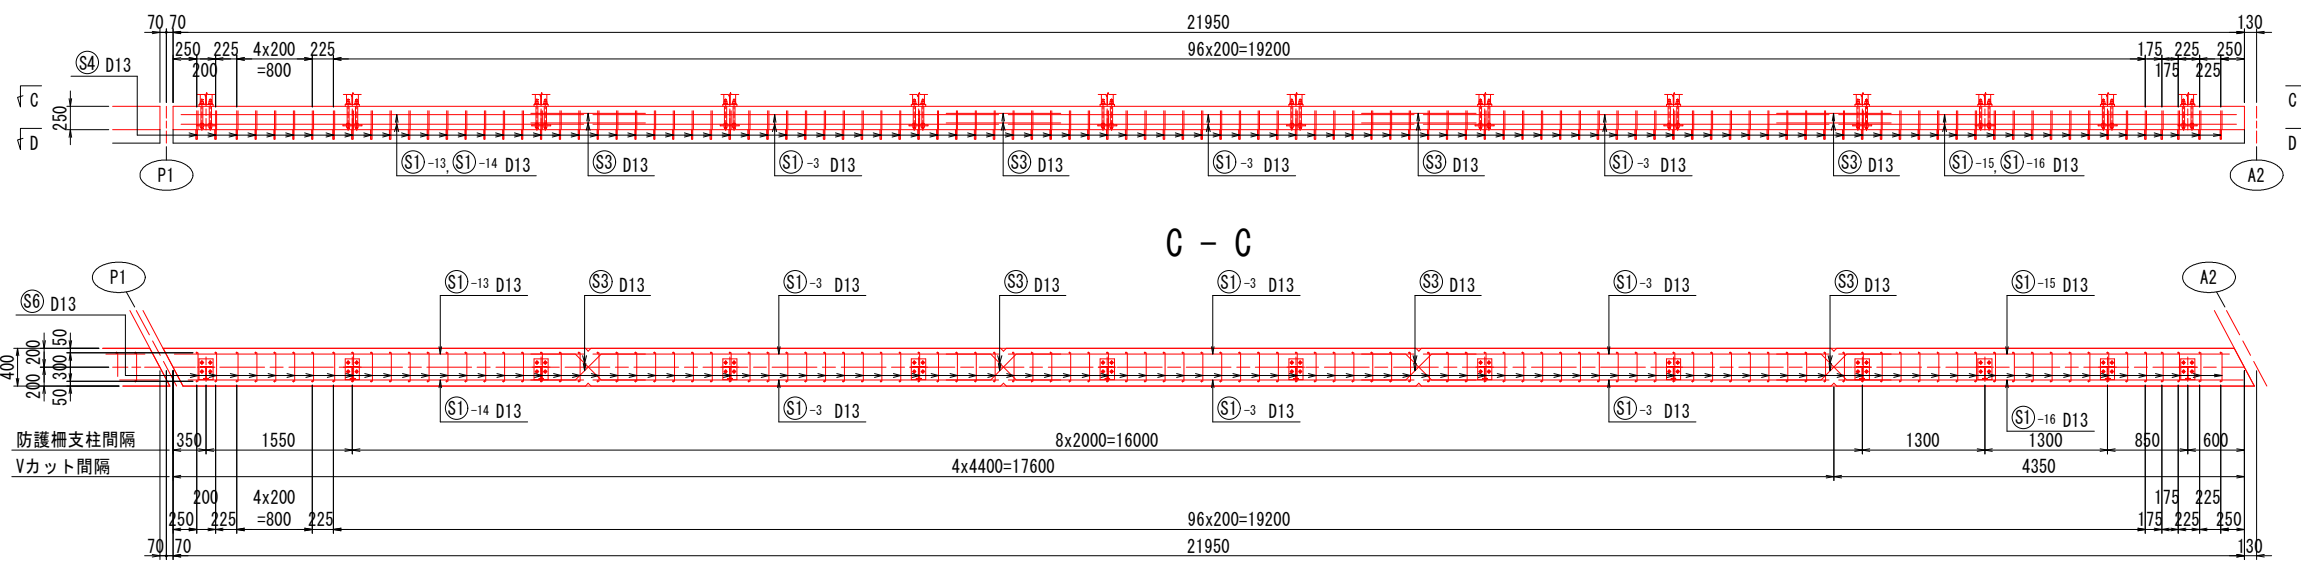 70 70 21950 130
250 225 4x200 225 96x200=19200 175 225 250
Ⓢ4 D13 200 =800 175 225
C C
250
D D
Ⓢ1-13, Ⓢ1-14 D13 Ⓢ3 D13 Ⓢ1-3 D13 Ⓢ3 D13 Ⓢ1-3 D13 Ⓢ3 D13 Ⓢ1-3 D13 Ⓢ3 D13 Ⓢ1-15, Ⓢ1-16 D13
P1 A2
C - C
P1 A2
Ⓢ1-13 D13 Ⓢ3 D13 Ⓢ1-3 D13 Ⓢ3 D13 Ⓢ1-3 D13 Ⓢ3 D13 Ⓢ1-3 D13 Ⓢ3 D13 Ⓢ1-15 D13
Ⓢ6 D13
400
200 200
50 300 50
Ⓢ1-14 D13 Ⓢ1-3 D13 Ⓢ1-3 D13 Ⓢ1-3 D13 Ⓢ1-16 D13
防護柵支柱間隔 350 1550 8x2000=16000 1300 1300 850 600
Vカット間隔 4x4400=17600 4350
200 4x200 175 225
250 225 =800 225 96x200=19200 175 225 250
70 70 21950 130